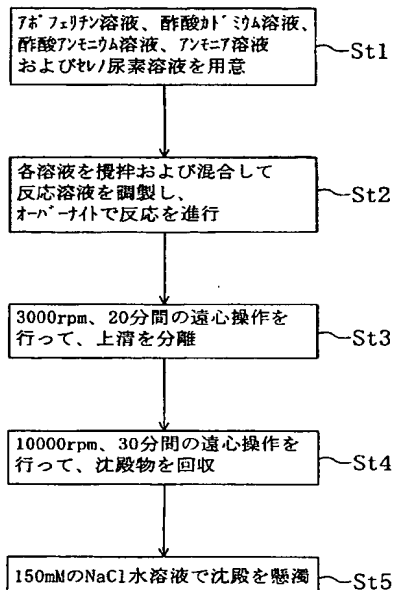 ｱﾎﾟﾌｪﾘﾁﾝ溶液、酢酸ｶﾄﾞﾐｳﾑ溶液、
酢酸ｱﾝﾓﾆｳﾑ溶液、ｱﾝﾓﾆｱ溶液
およびｾﾚﾉ尿素溶液を用意
St1
各溶液を攪拌および混合して
反応溶液を調製し、
ｵｰﾊﾞｰﾅｲﾄで反応を進行
St2
3000rpm、20分間の遠心操作を
行って、上清を分離
St3
10000rpm、30分間の遠心操作を
行って、沈殿物を回収
St4
150mMのNaCl水溶液で沈殿を懸濁
St5